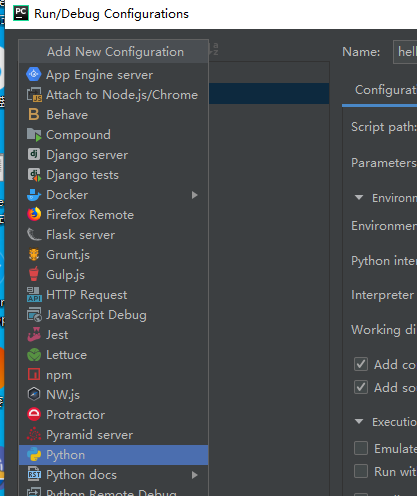 PC Run/Debug Configurations
Add New Configuration
App Engine server
Attach to Node.js/Chrome
Behave
Compound
Django server
Django tests
Docker
Firefox Remote
Flask server
Grunt.js
Gulp.js
HTTP Request
JavaScript Debug
Jest
Lettuce
npm
NW.js
Protractor
Pyramid server
Python
Python docs
Python Remote Debug
Name: hell
Configurat
Script path:
Parameters
Environm
Environmen
Python inter
Interpreter
Working di
Add co
Add so
Executio
Emulate
Run wit